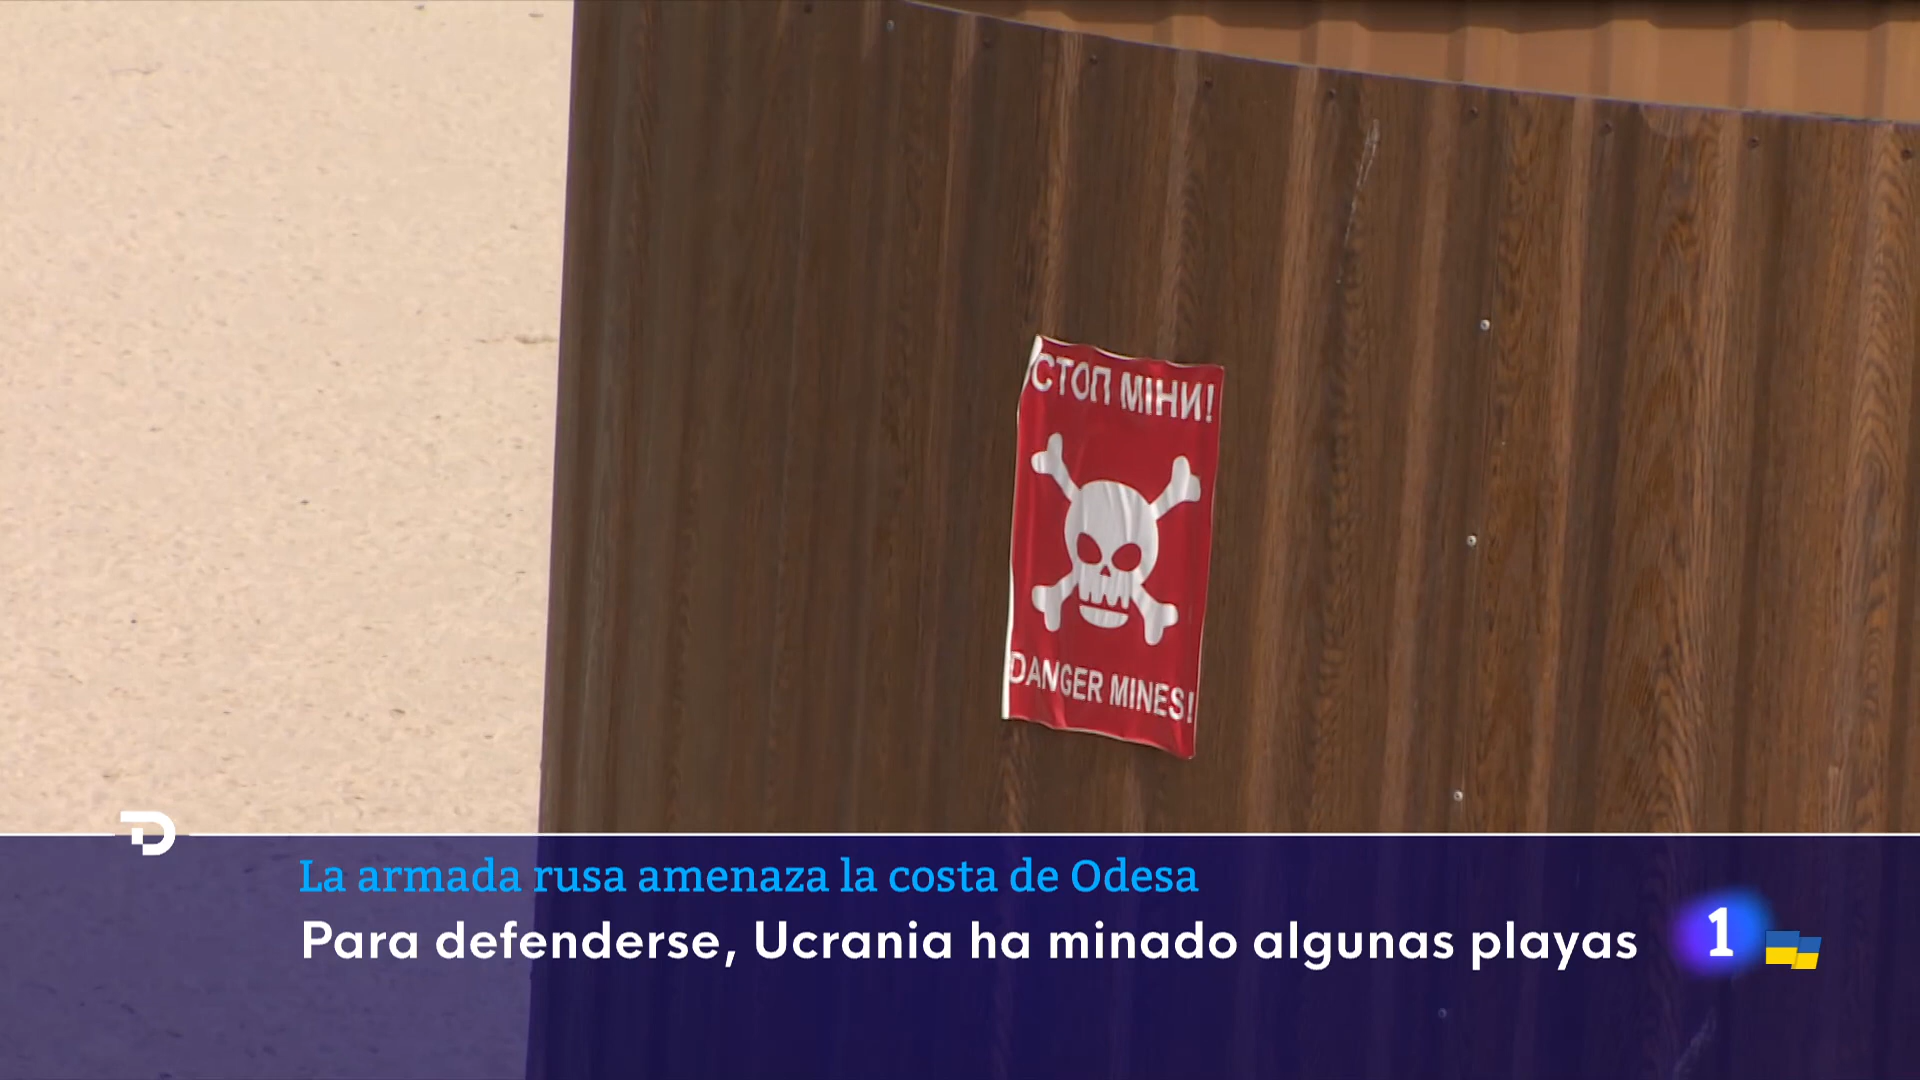 СТОП МІНИ!
DANGER MINES!
La armada rusa amenaza la costa de Odesa
Para defenderse, Ucrania ha minado algunas playas
1